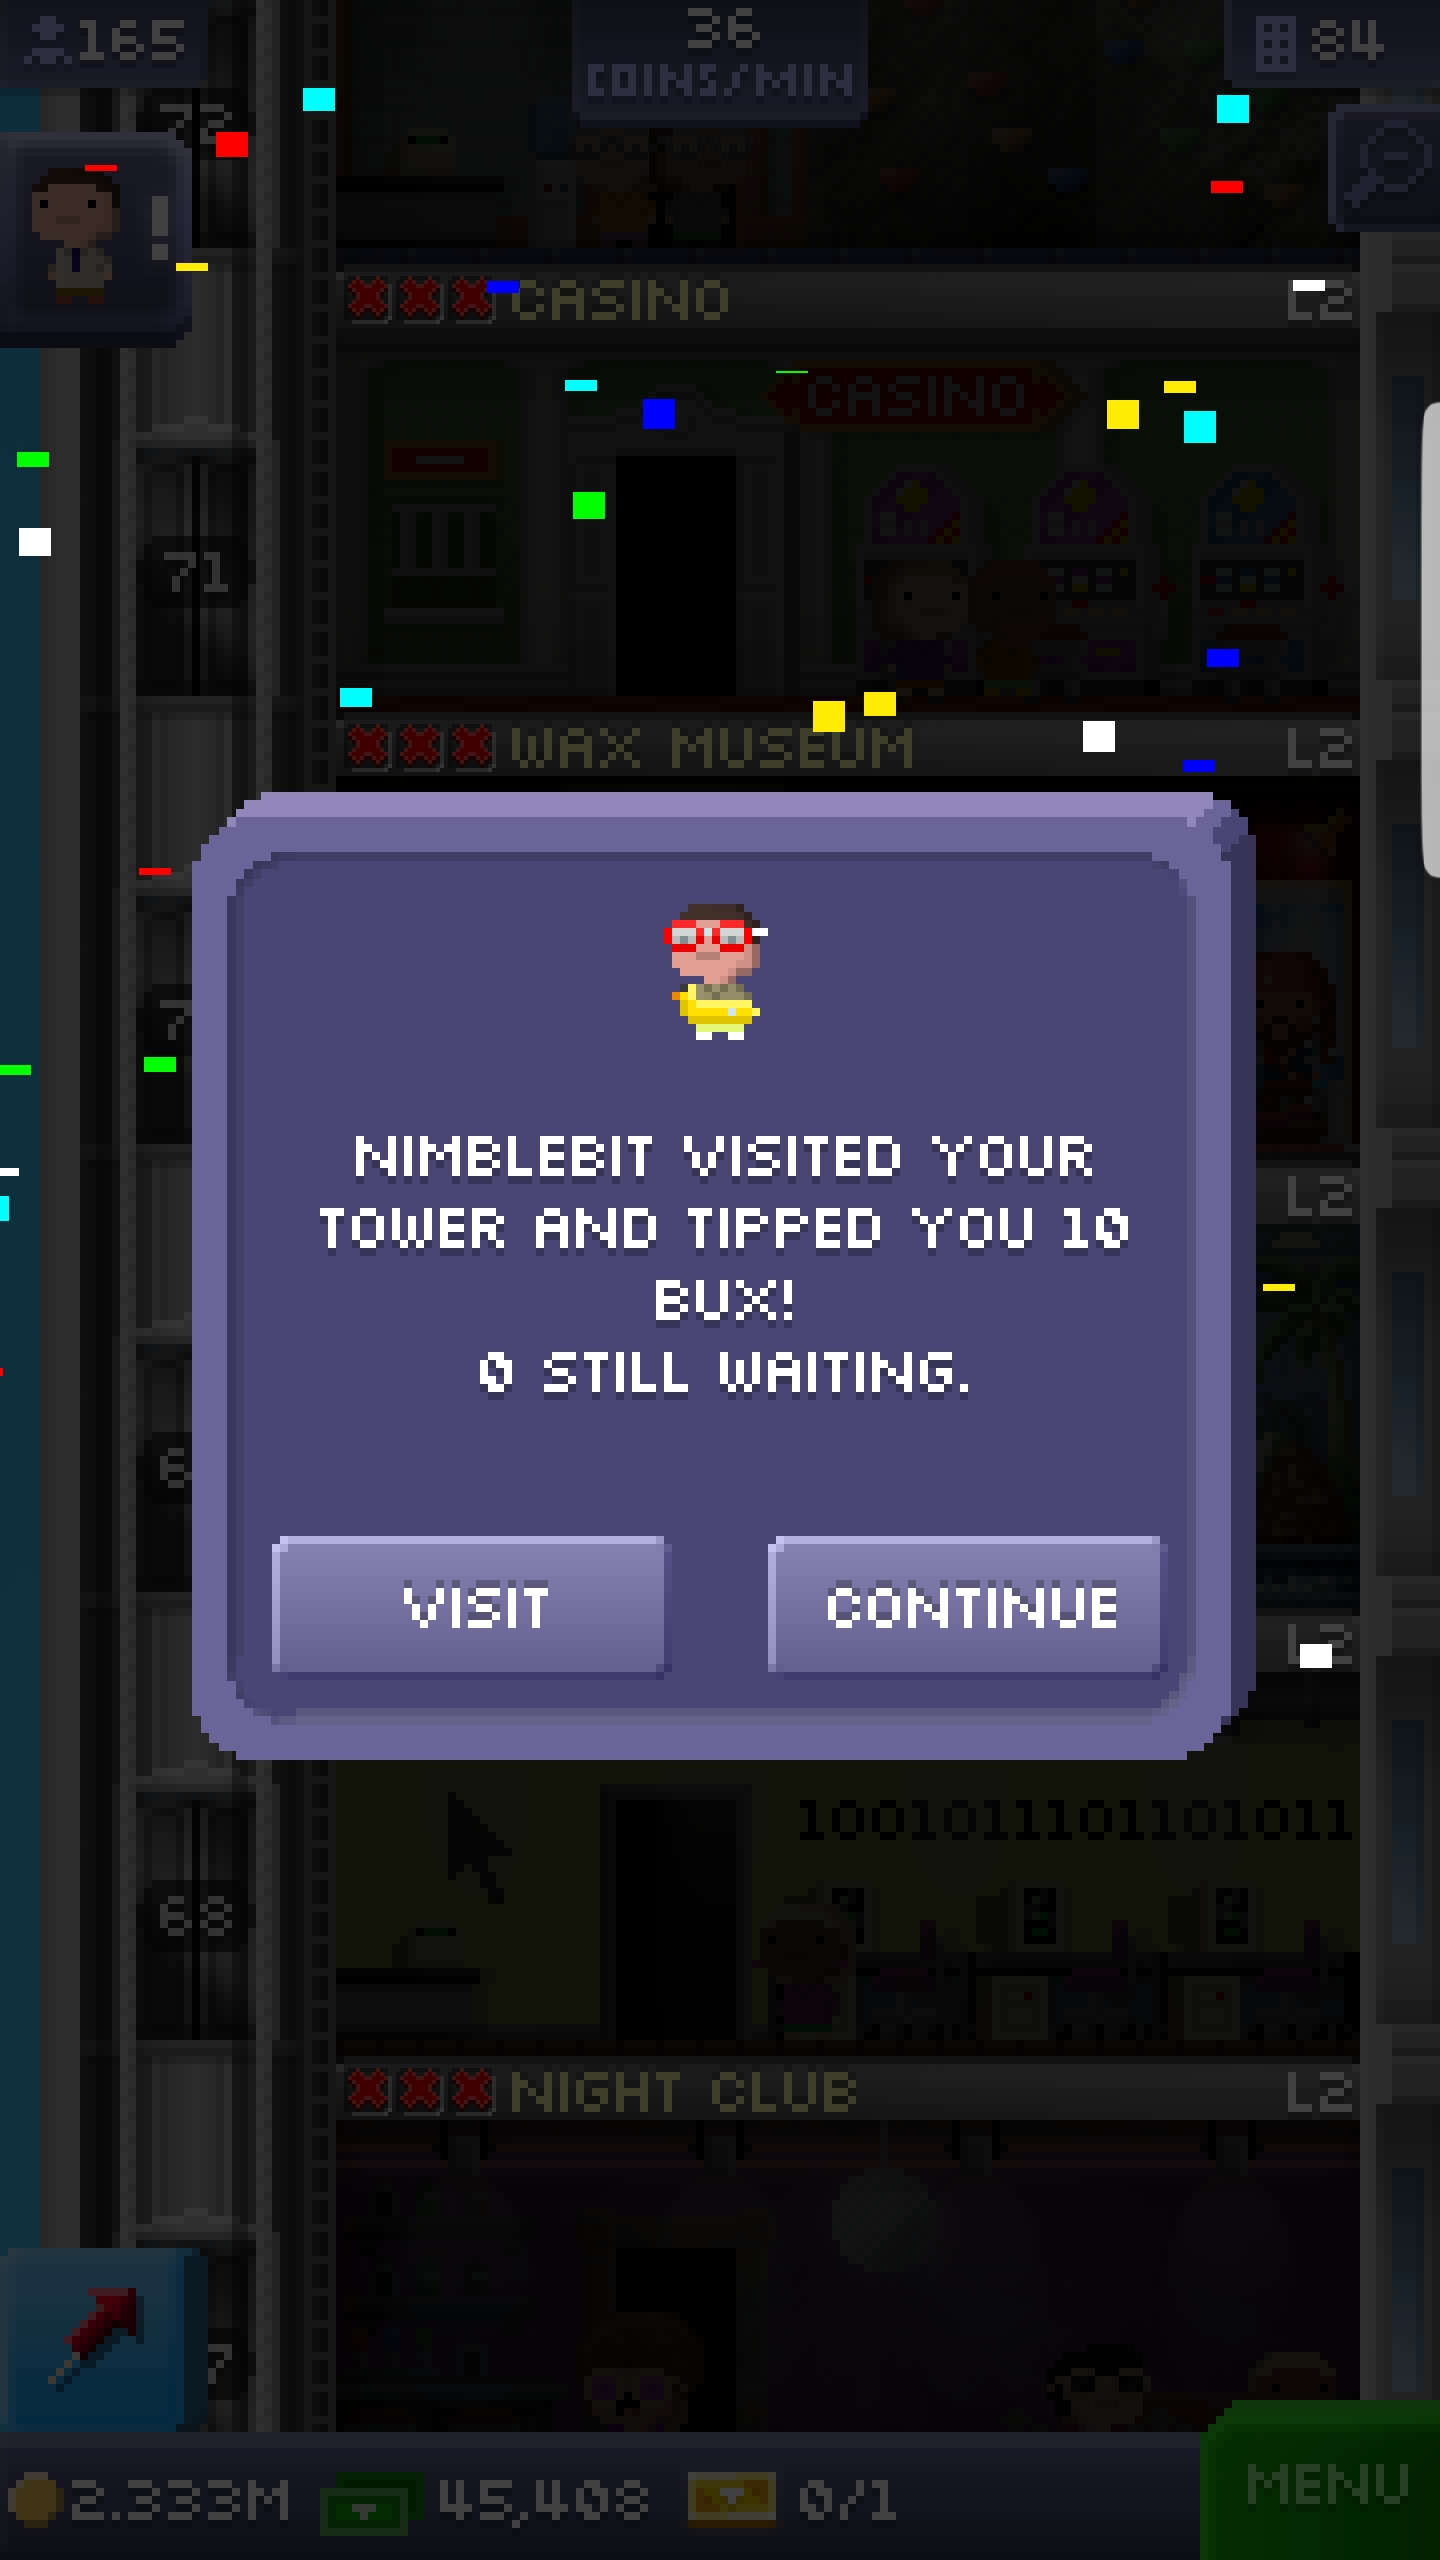 165
36
COINS/MIN
84
72
CASINO
L2
CASINO
71
WAX MUSEUM
L2
NIMBLEBIT VISITED YOUR
TOWER AND TIPPED YOU 10
BUX!
0 STILL WAITING.
L2
VISIT
CONTINUE
L2
1001011101101011
68
NIGHT CLUB
L2
2.333M
45,408
0/1
MENU